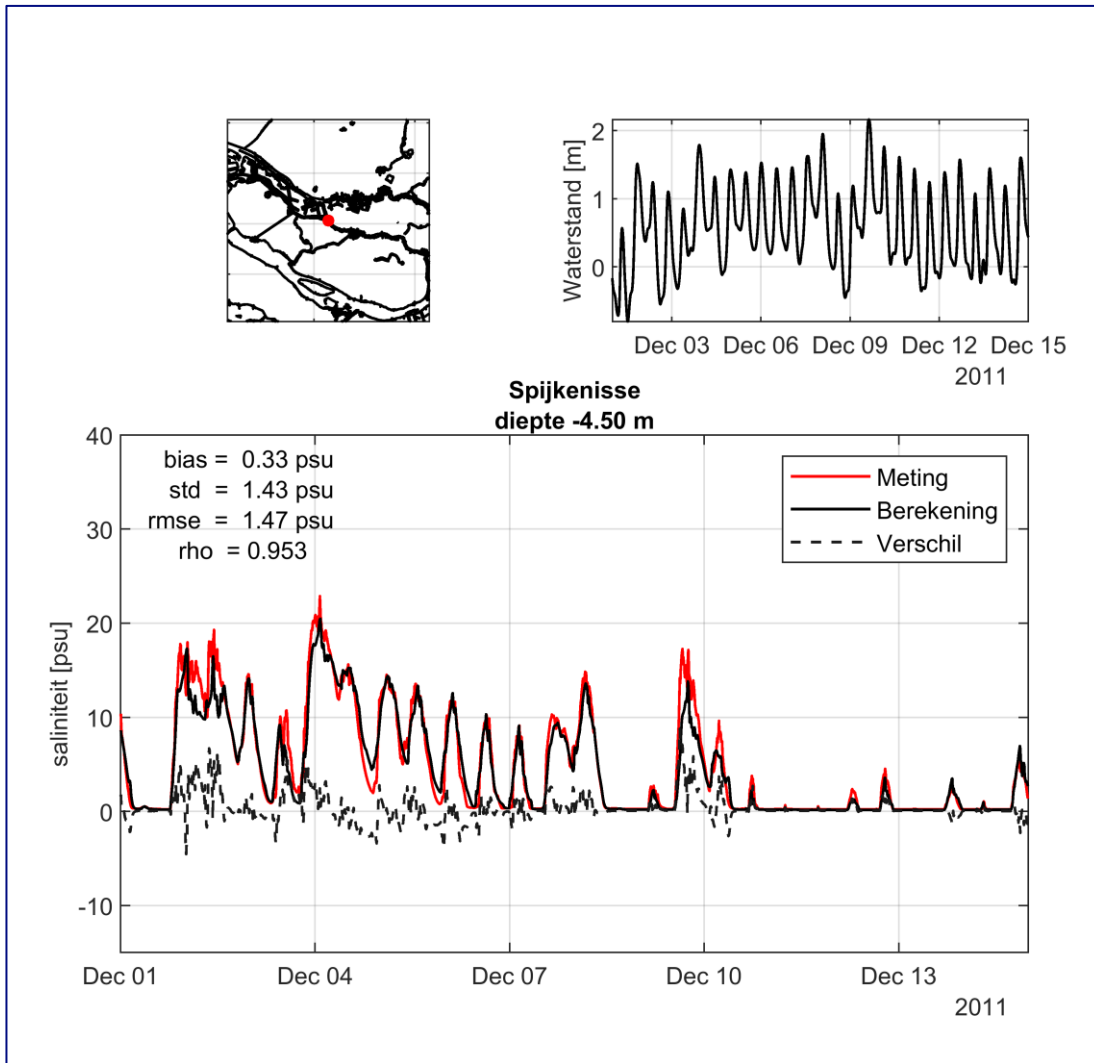 Waterstand [m]
2
1
0
Dec 03 Dec 06 Dec 09 Dec 12 Dec 15
2011
Spijkenisse
diepte -4.50 m
saliniteit [psu]
40
30
20
10
0
-10
bias = 0.33 psu
std = 1.43 psu
rmse = 1.47 psu
rho = 0.953
Meting
Berekening
Verschil
Dec 01 Dec 04 Dec 07 Dec 10 Dec 13
2011